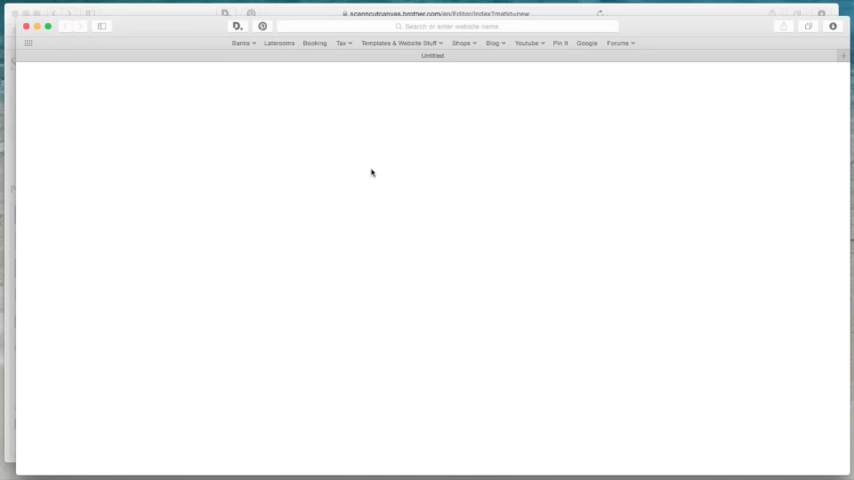 scanncutcanvas.brother.com/en/Editor/Index?matId=new
Search or enter website name
Banks Laterooms Booking Tax Templates & Website Stuff Shops Blog Youtube Pin It Google Forums
Untitled